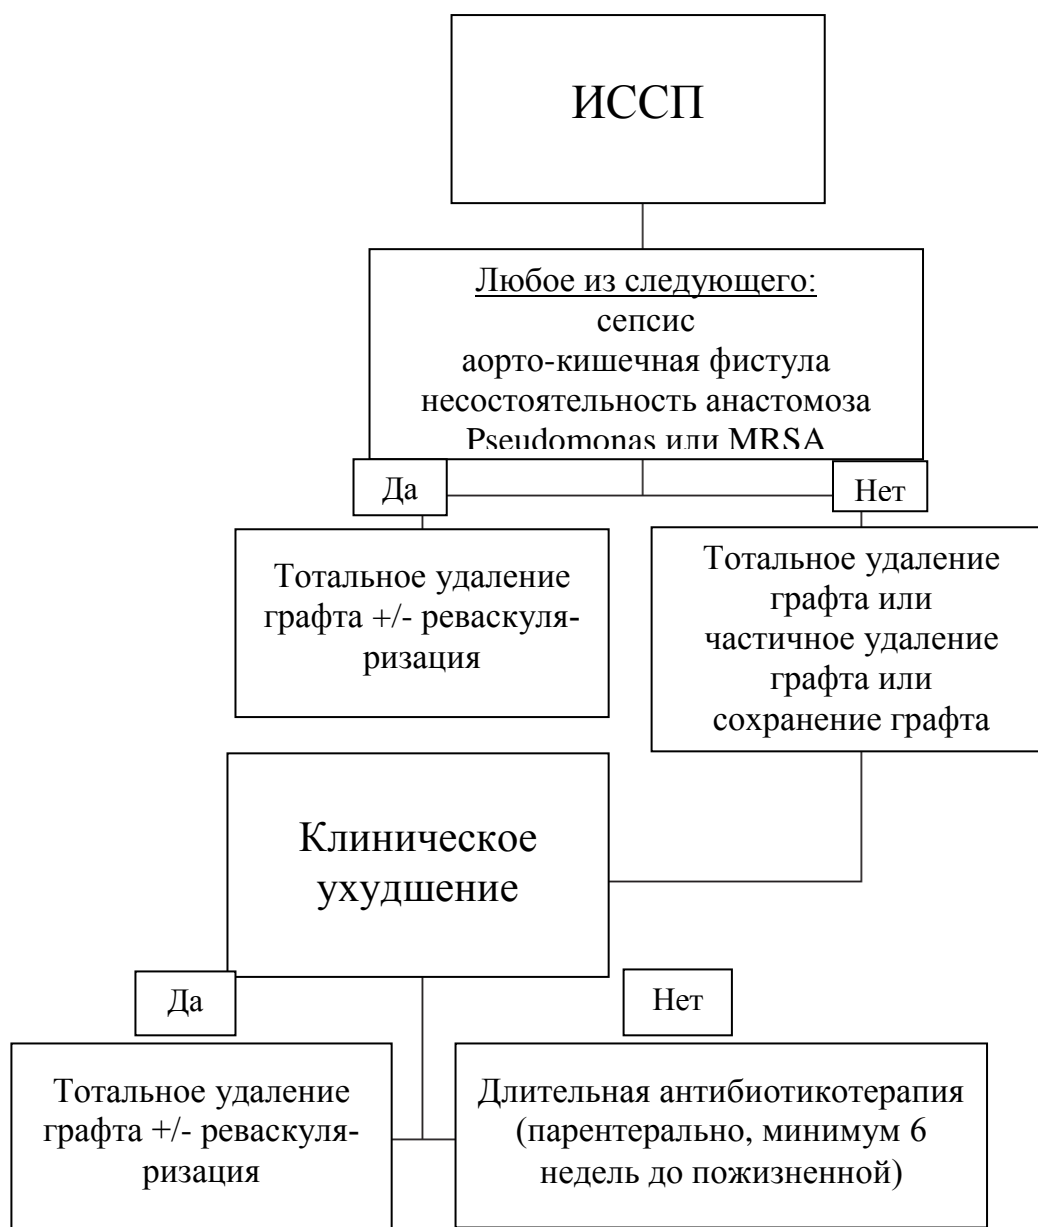 ИССП
Любое из следующего:
сепсис
аорто-кишечная фистула
несостоятельность анастомоза
Pseudomonas или MRSA
Да
Нет
Тотальное удаление
графта +/- реваскуля-
ризация
Тотальное удаление
графта или
частичное удаление
графта или
сохранение графта
Клиническое
ухудшение
Да
Нет
Тотальное удаление
графта +/- реваскуля-
ризация
Длительная антибиотикотерапия
(парентерально, минимум 6
недель до пожизненной)